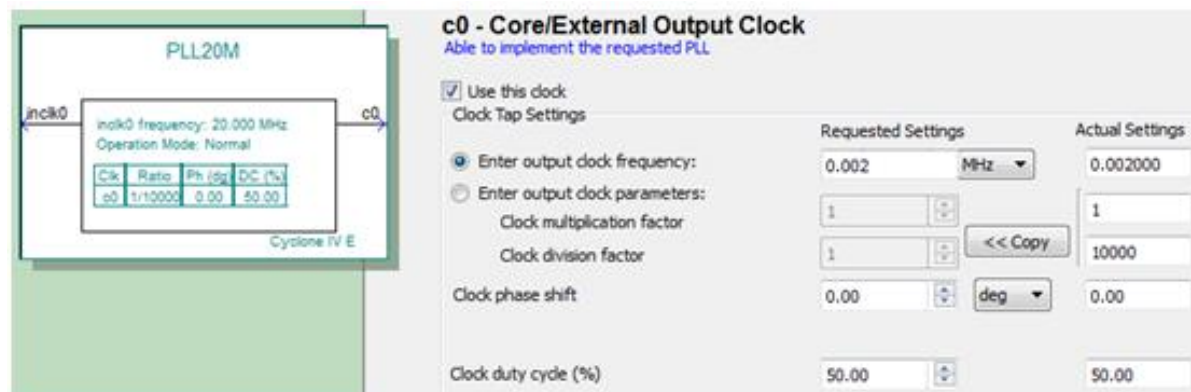 PLL20M
inclk0
c0
inclk0 frequency: 20.000 MHz
Operation Mode: Normal
Clk Ratio Ph (dg) DC (%)
c0 1/10000 0.00 50.00
Cyclone IV E
c0 - Core/External Output Clock
Able to implement the requested PLL
Use this clock
Clock Tap Settings
Requested Settings Actual Settings
Enter output clock frequency: 0.002 MHz 0.002000
Enter output clock parameters:
Clock multiplication factor 1 1
Clock division factor 1 << Copy 10000
Clock phase shift 0.00 deg 0.00
Clock duty cycle (%) 50.00 50.00